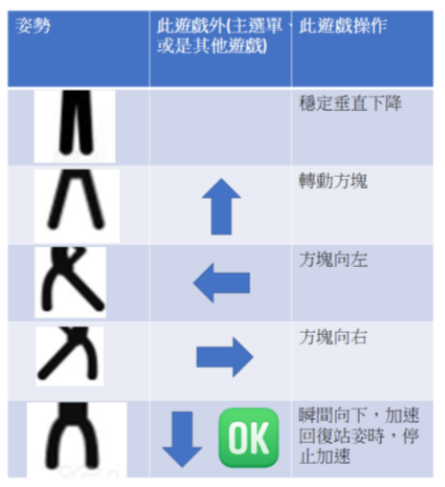 姿勢
此遊戲外(主選單、
或是其他遊戲)
此遊戲操作
穩定垂直下降
轉動方塊
方塊向左
方塊向右
OK
瞬間向下，加速
回復站姿時，停
止加速